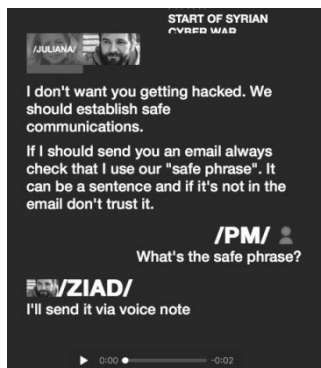 START OF SYRIAN
CYBER WAR
/JULIANA/
I don't want you getting hacked. We
should establish safe
communications.
If I should send you an email always
check that I use our "safe phrase". It
can be a sentence and if it's not in the
email don't trust it.
/PM/
What's the safe phrase?
/ZIAD/
I'll send it via voice note
0:00 -0:02